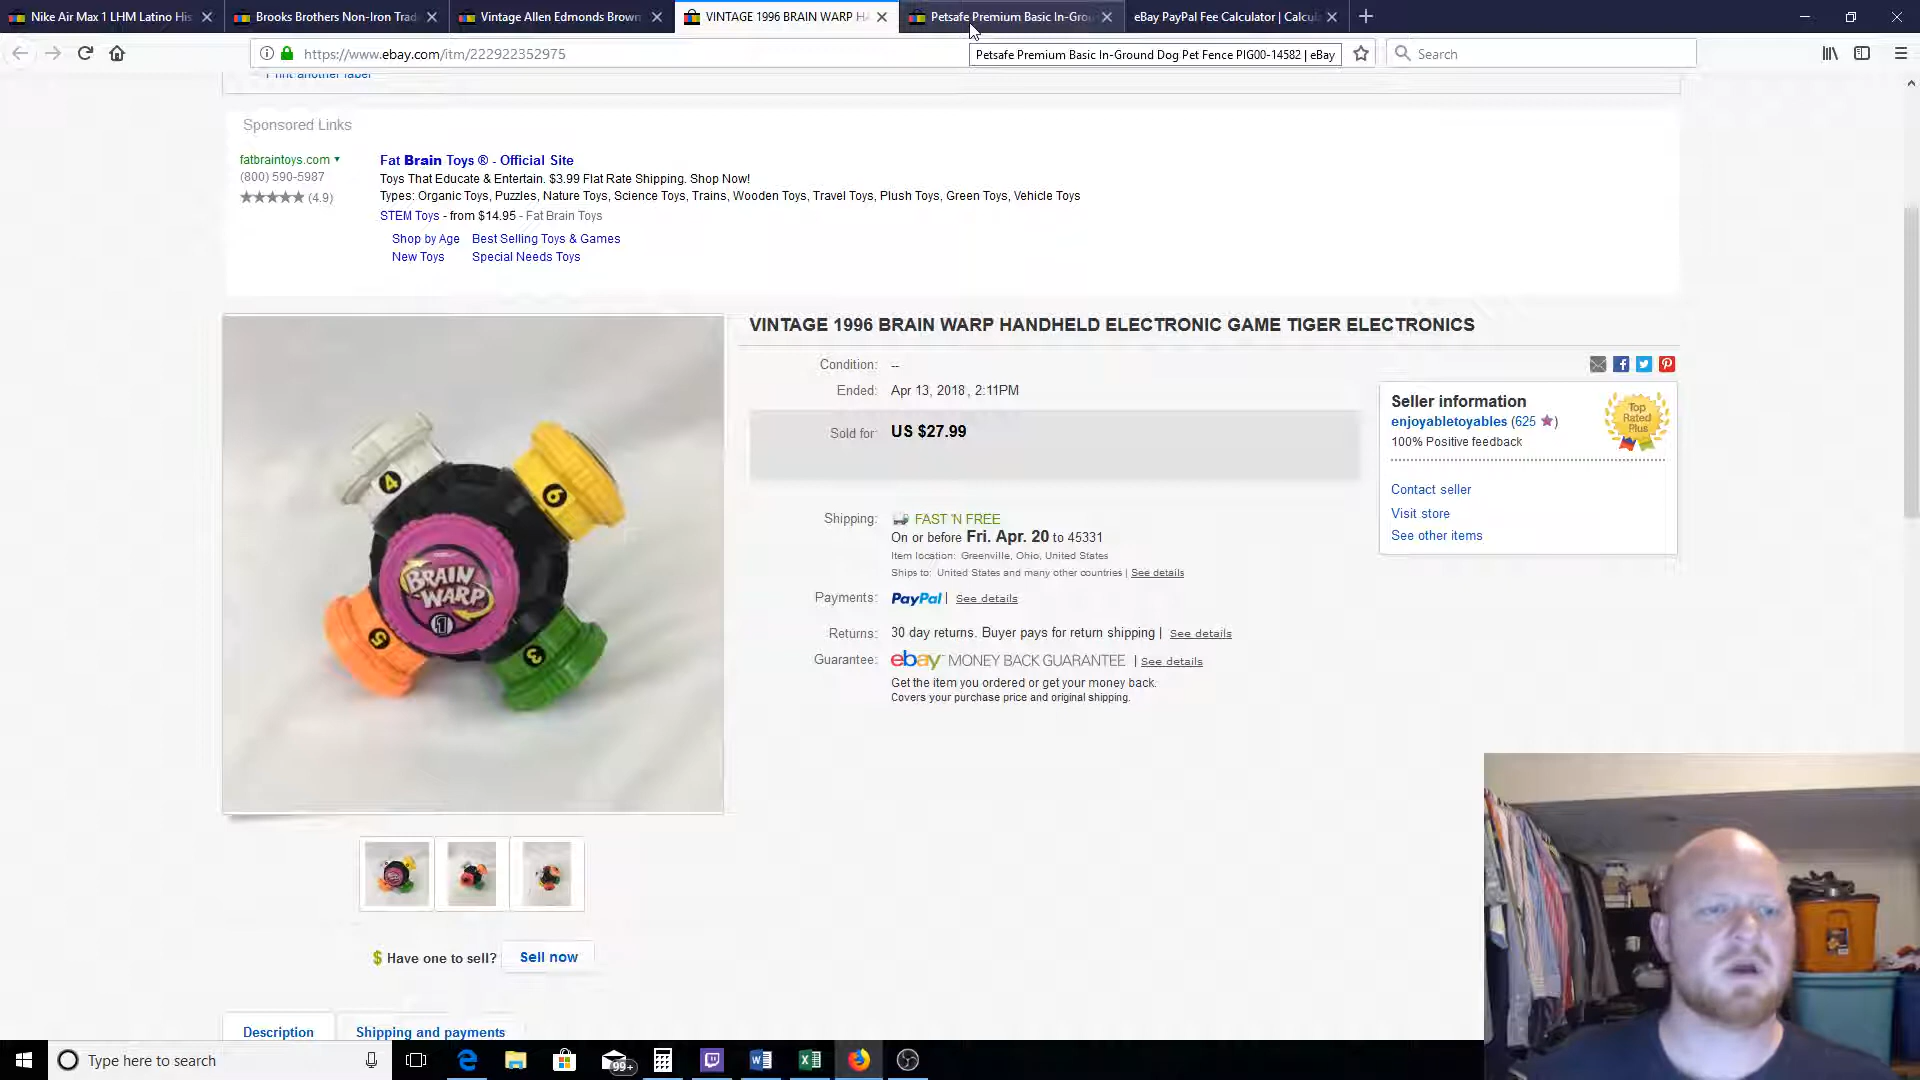 Nike Air Max 1 LHM Latino His
Brooks Brothers Non-Iron Trad
Vintage Allen Edmonds Brown
VINTAGE 1996 BRAIN WARP HA
Petsafe Premium Basic In-Grou
eBay PayPal Fee Calculator | Calcul
https://www.ebay.com/itm/222922352975
Petsafe Premium Basic In-Ground Dog Pet Fence PIG00-14582 | eBay
Search
Print another label
Sponsored Links
fatbraintoys.com
(800) 590-5987
★★★★★ (4.9)
Fat Brain Toys ® - Official Site
Toys That Educate & Entertain. $3.99 Flat Rate Shipping. Shop Now!
Types: Organic Toys, Puzzles, Nature Toys, Science Toys, Trains, Wooden Toys, Travel Toys, Plush Toys, Green Toys, Vehicle Toys
STEM Toys - from $14.95 - Fat Brain Toys
Shop by Age Best Selling Toys & Games
New Toys Special Needs Toys
4
6
BRAIN
WARP
1
5
3
VINTAGE 1996 BRAIN WARP HANDHELD ELECTRONIC GAME TIGER ELECTRONICS
Condition: --
Ended: Apr 13, 2018 , 2:11PM
Sold for: US $27.99
Shipping: FAST 'N FREE
On or before Fri. Apr. 20 to 45331
Item location: Greenville, Ohio, United States
Ships to: United States and many other countries | See details
Payments: PayPal | See details
Returns: 30 day returns. Buyer pays for return shipping | See details
Guarantee: ebay MONEY BACK GUARANTEE | See details
Get the item you ordered or get your money back.
Covers your purchase price and original shipping.
Seller information
enjoyabletoyables (625 ★)
100% Positive feedback
Top
Rated
Plus
Contact seller
Visit store
See other items
$ Have one to sell? Sell now
Description
Shipping and payments
Type here to search
99+